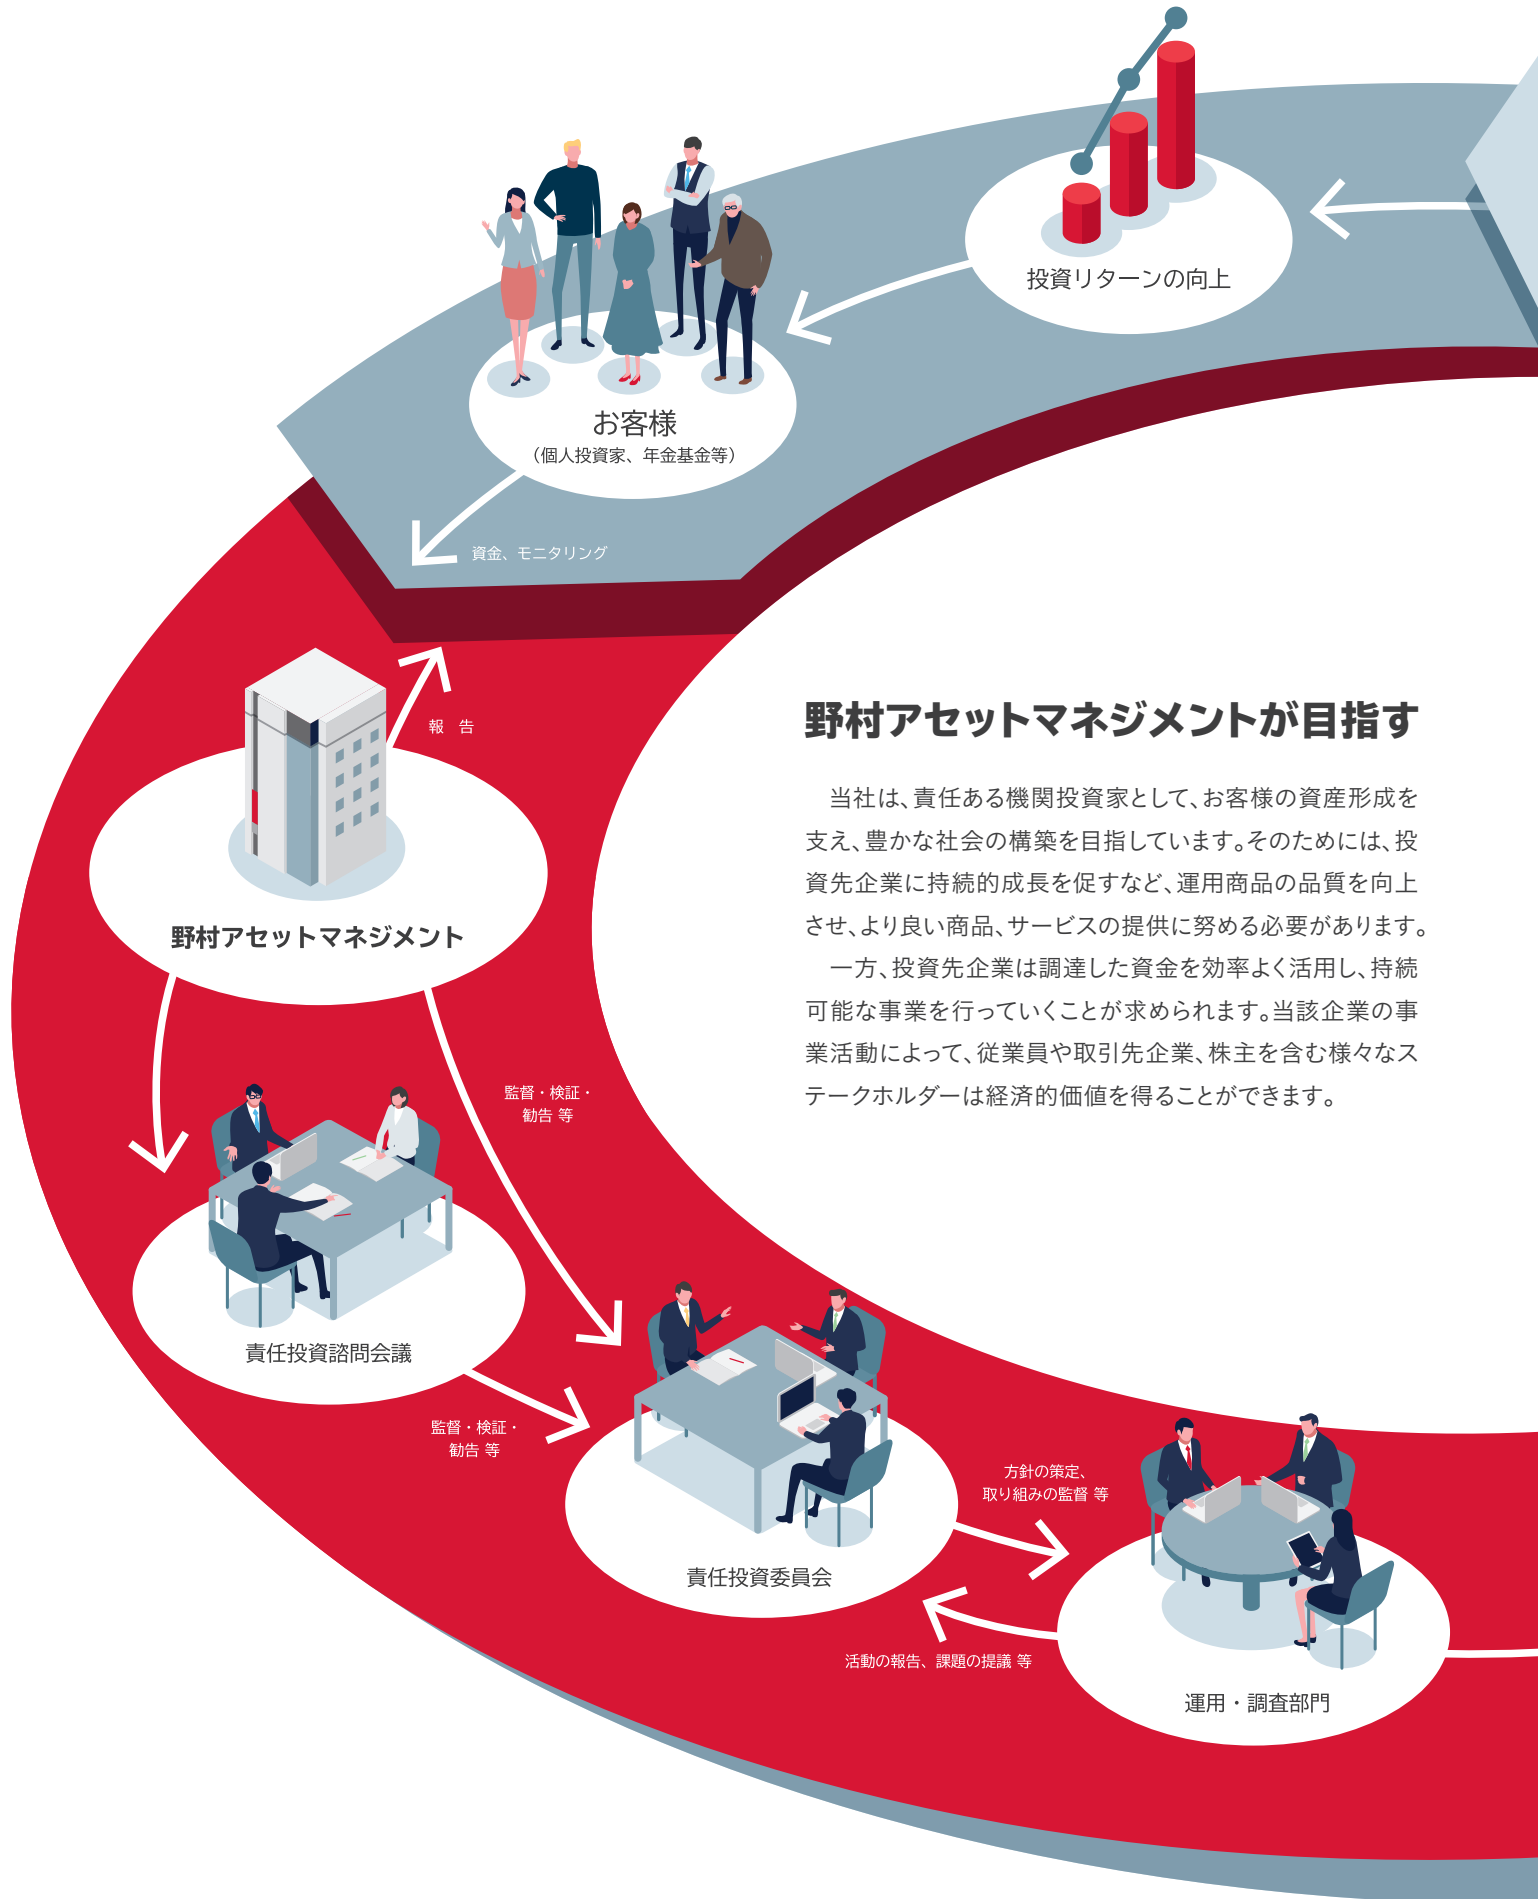 投資リターンの向上
お客様
（個人投資家、年金基金等）
資金、モニタリング
報　告
野村アセットマネジメント
野村アセットマネジメントが目指す
　当社は、責任ある機関投資家として、お客様の資産形成を
支え、豊かな社会の構築を目指しています。そのためには、投
資先企業に持続的成長を促すなど、運用商品の品質を向上
させ、より良い商品、サービスの提供に努める必要があります。
　一方、投資先企業は調達した資金を効率よく活用し、持続
可能な事業を行っていくことが求められます。当該企業の事
業活動によって、従業員や取引先企業、株主を含む様々なス
テークホルダーは経済的価値を得ることができます。
監督・検証・
勧告 等
責任投資諮問会議
監督・検証・
勧告 等
責任投資委員会
方針の策定、
取り組みの監督 等
活動の報告、課題の提議 等
運用・調査部門